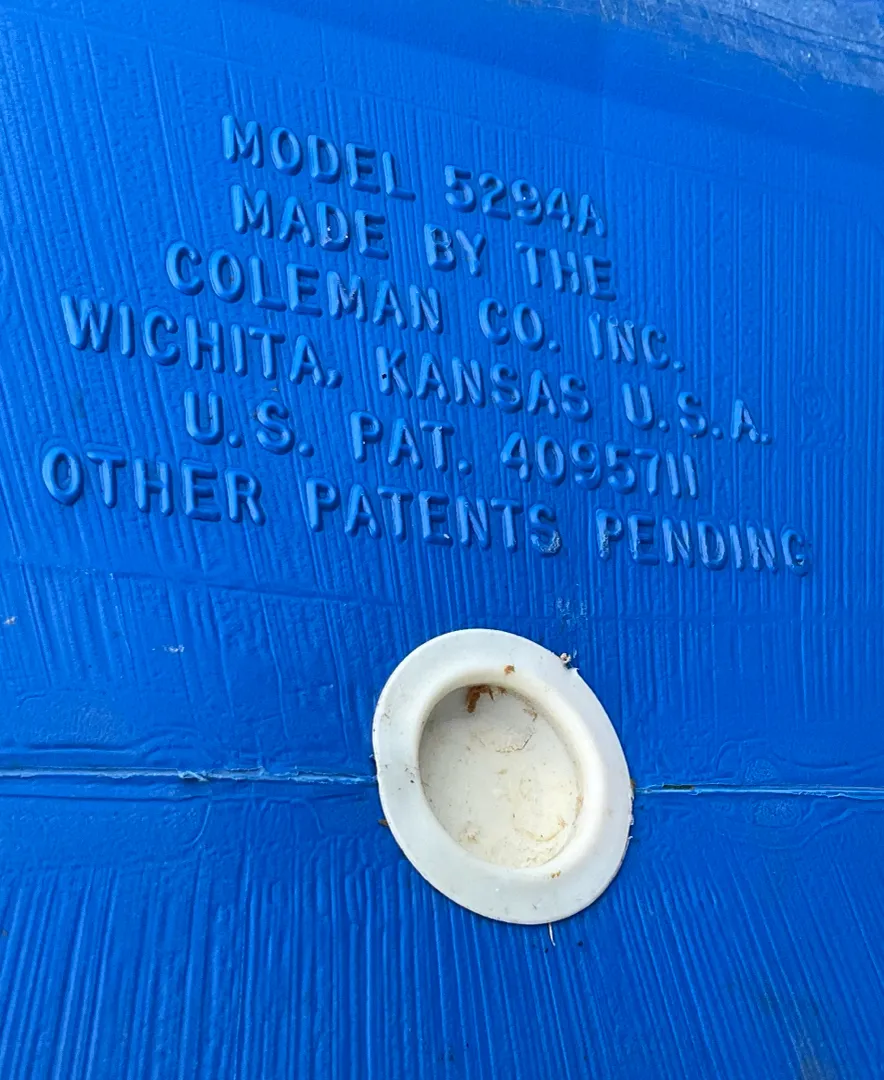 MODEL 5294A
MADE BY THE
COLEMAN CO. INC.
WICHITA, KANSAS U.S.A.
U.S. PAT. 4095711
OTHER PATENTS PENDING